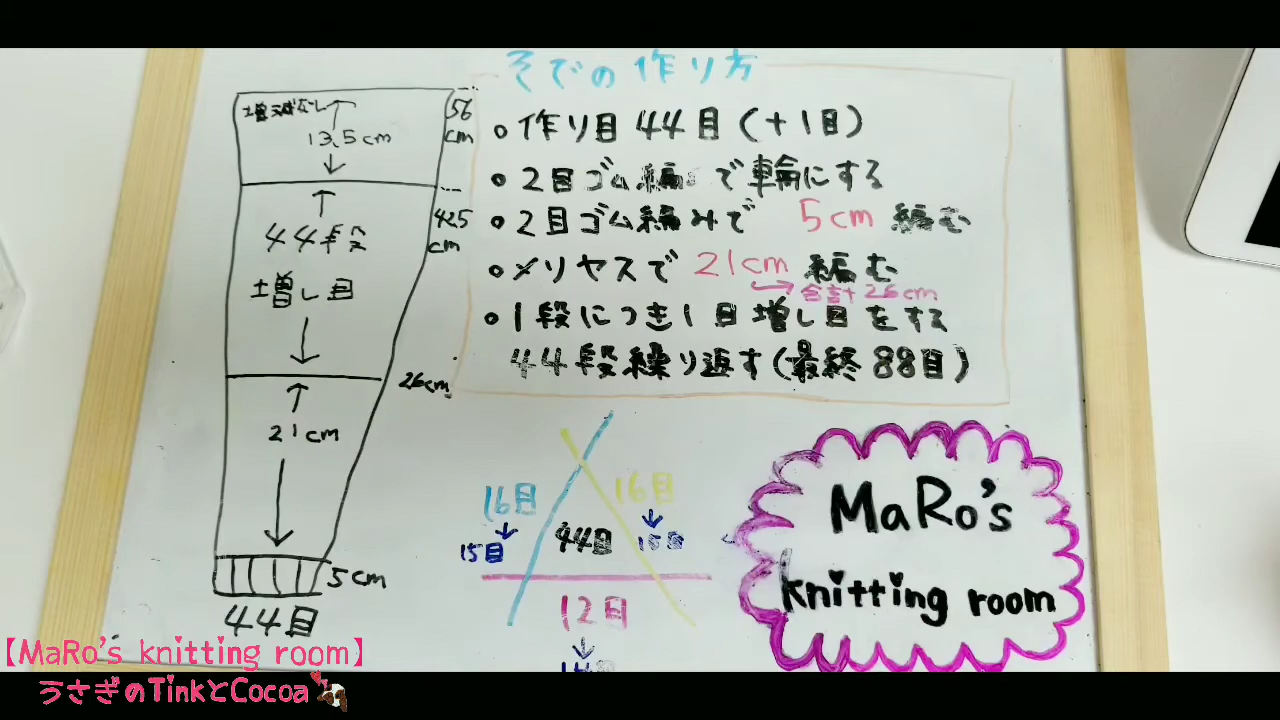 そでの作り方
増減なし
13.5cm
56
cm
44段
増し目
42.5
cm
26cm
21cm
5cm
44目
・作り目44目(+1目)
・2目ゴム編みで輪にする
・2目ゴム編みで 5cm 編む
・メリヤスで 21cm 編む
合計26cm
・1段につき1目増し目をする
44段繰り返す(最終88目)
16目
↓
15目
44目
16目
↓
15目
12目
↓
MaRo's
knitting room
【MaRo's knitting room】
うさぎのTinkとCocoa